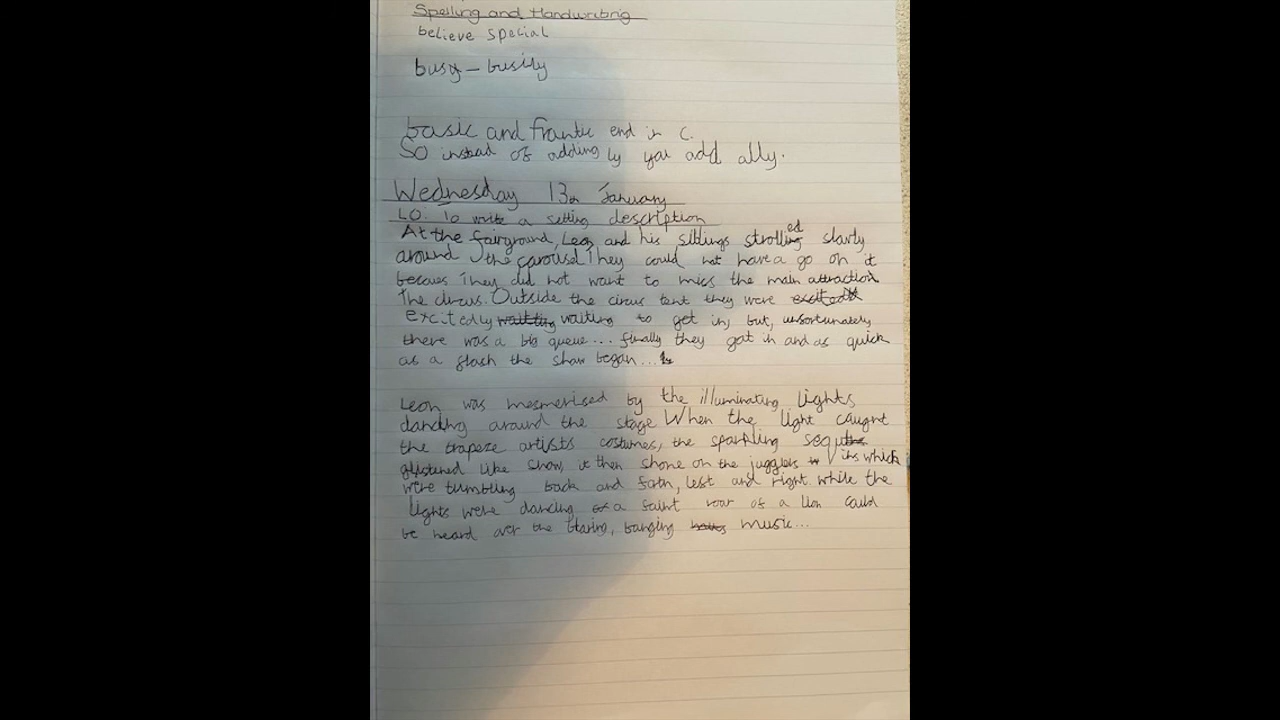 Spelling and Handwriting
believe special
busy - busily
basic and frantic end in c.
So instead of adding ly you add ally.
Wednesday 13th January
LO. To write a setting description
At the fairground, Leon and his siblings strolled slowly
around the carousel They could not have a go on it
becaues They did not want to miss the main attraction
The circus. Outside the circus tent they were
excitedly waiting to get in, but, unfortunately
there was a big queue... finally they got in and as quick
as a flash the show began...
Leon was mesmerised by the illuminating lights
dancing around the stage When the light caught
the trapeze artists costumes, the sparkling
glistened like snow, it then shone on the jugglers which
were tumbling back and forth, left and right. while the
lights were dancing a faint roar of a lion could
be heard over the blaring, banging music...